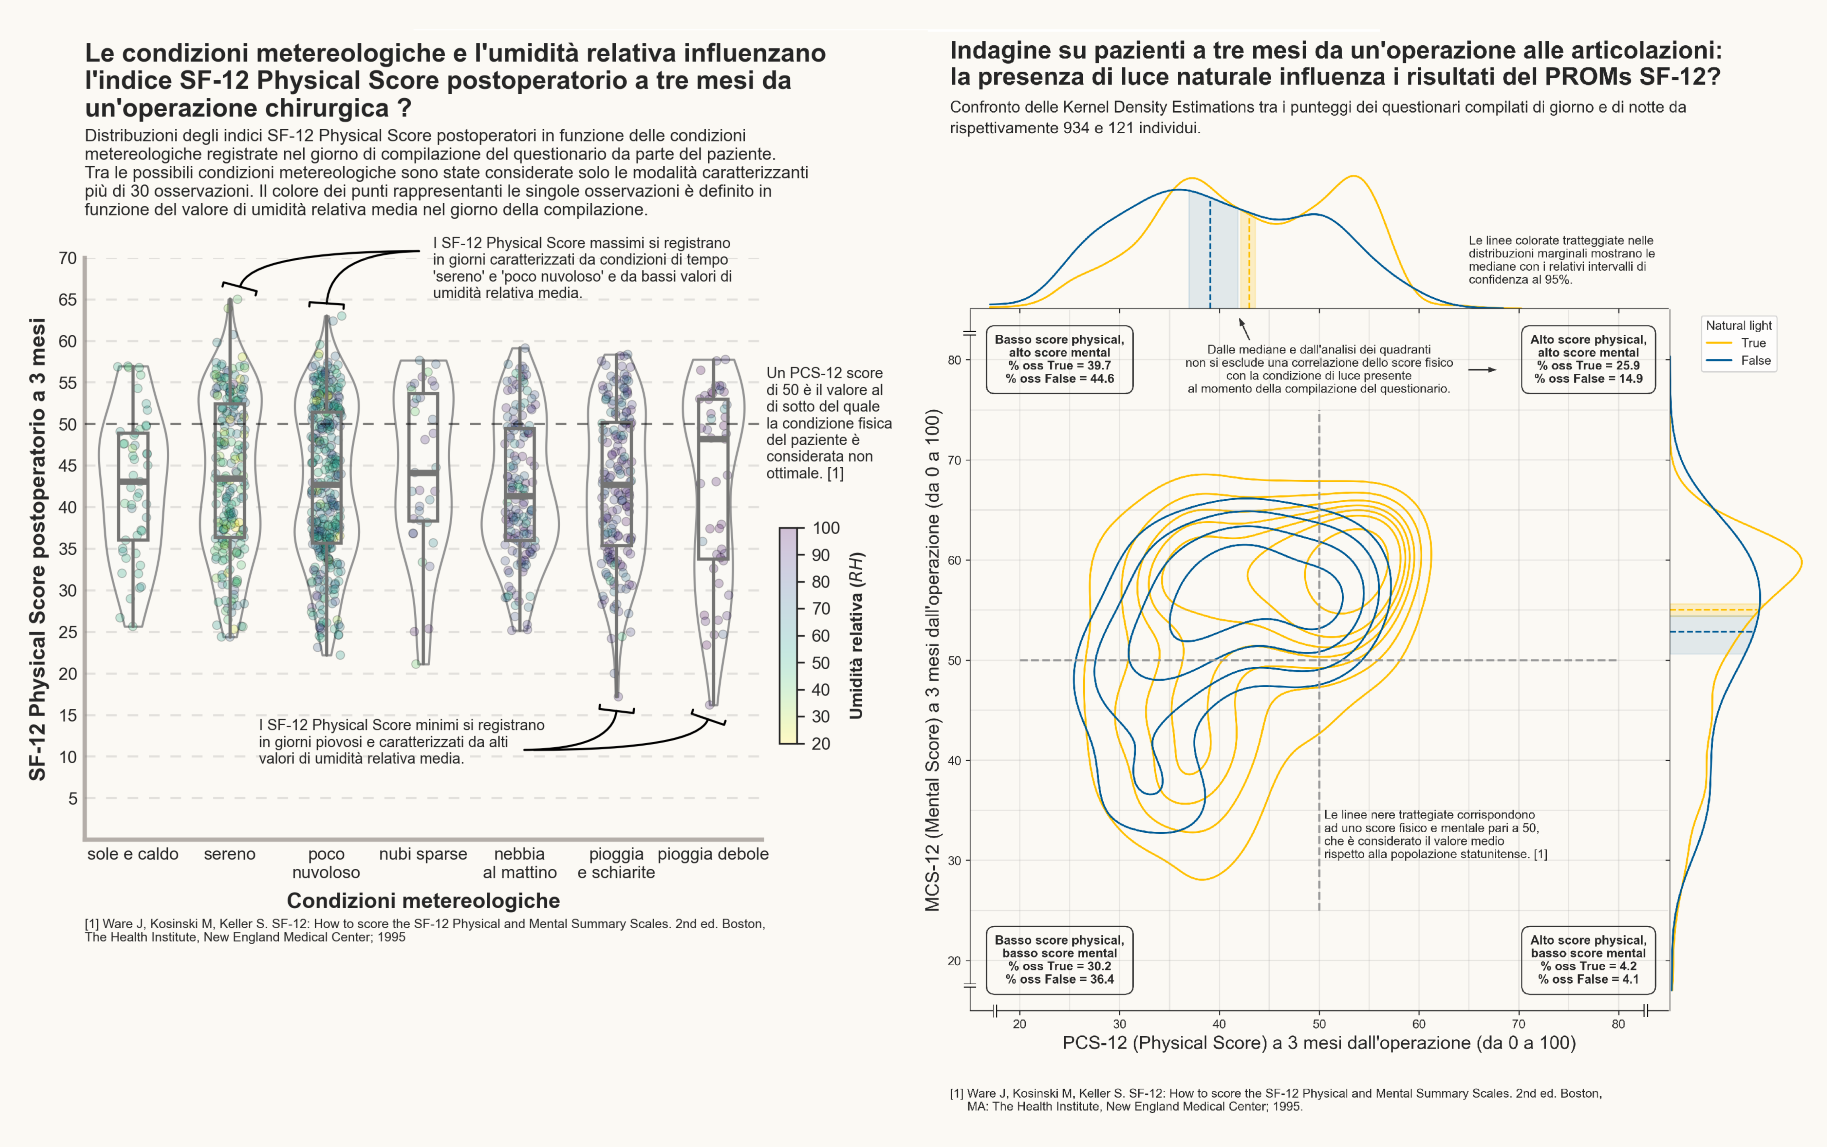 Le condizioni metereologiche e l'umidità relativa influenzano
l'indice SF-12 Physical Score postoperatorio a tre mesi da
un'operazione chirurgica ?
Distribuzioni degli indici SF-12 Physical Score postoperatori in funzione delle condizioni
metereologiche registrate nel giorno di compilazione del questionario da parte del paziente.
Tra le possibili condizioni metereologiche sono state considerate solo le modalità caratterizzanti
più di 30 osservazioni. Il colore dei punti rappresentanti le singole osservazioni è definito in
funzione del valore di umidità relativa media nel giorno della compilazione.
I SF-12 Physical Score massimi si registrano
in giorni caratterizzati da condizioni di tempo
'sereno' e 'poco nuvoloso' e da bassi valori di
umidità relativa media.
SF-12 Physical Score postoperatorio a 3 mesi
70
65
60
55
50
45
40
35
30
25
20
15
10
5
Un PCS-12 score
di 50 è il valore al
di sotto del quale
la condizione fisica
del paziente è
considerata non
ottimale. [1]
100
90
80
70
60
50
40
30
20
Umidità relativa (RH)
I SF-12 Physical Score minimi si registrano
in giorni piovosi e caratterizzati da alti
valori di umidità relativa media.
sole e caldo
sereno
poco
nuvoloso
nubi sparse
nebbia
al mattino
pioggia
e schiarite
pioggia debole
Condizioni metereologiche
[1] Ware J, Kosinski M, Keller S. SF-12: How to score the SF-12 Physical and Mental Summary Scales. 2nd ed. Boston,
The Health Institute, New England Medical Center; 1995
Indagine su pazienti a tre mesi da un'operazione alle articolazioni:
la presenza di luce naturale influenza i risultati del PROMs SF-12?
Confronto delle Kernel Density Estimations tra i punteggi dei questionari compilati di giorno e di notte da
rispettivamente 934 e 121 individui.
Le linee colorate tratteggiate nelle
distribuzioni marginali mostrano le
mediane con i relativi intervalli di
confidenza al 95%.
Natural light
True
False
Basso score physical,
alto score mental
% oss True = 39.7
% oss False = 44.6
Dalle mediane e dall'analisi dei quadranti
non si esclude una correlazione dello score fisico
con la condizione di luce presente
al momento della compilazione del questionario.
Alto score physical,
alto score mental
% oss True = 25.9
% oss False = 14.9
MCS-12 (Mental Score) a 3 mesi dall'operazione (da 0 a 100)
80
70
60
50
40
30
20
Le linee nere trattegiate corrispondono
ad uno score fisico e mentale pari a 50,
che è considerato il valore medio
rispetto alla popolazione statunitense. [1]
Basso score physical,
basso score mental
% oss True = 30.2
% oss False = 36.4
Alto score physical,
basso score mental
% oss True = 4.2
% oss False = 4.1
20
30
40
50
60
70
80
PCS-12 (Physical Score) a 3 mesi dall'operazione (da 0 a 100)
[1] Ware J, Kosinski M, Keller S. SF-12: How to score the SF-12 Physical and Mental Summary Scales. 2nd ed. Boston,
MA: The Health Institute, New England Medical Center; 1995.